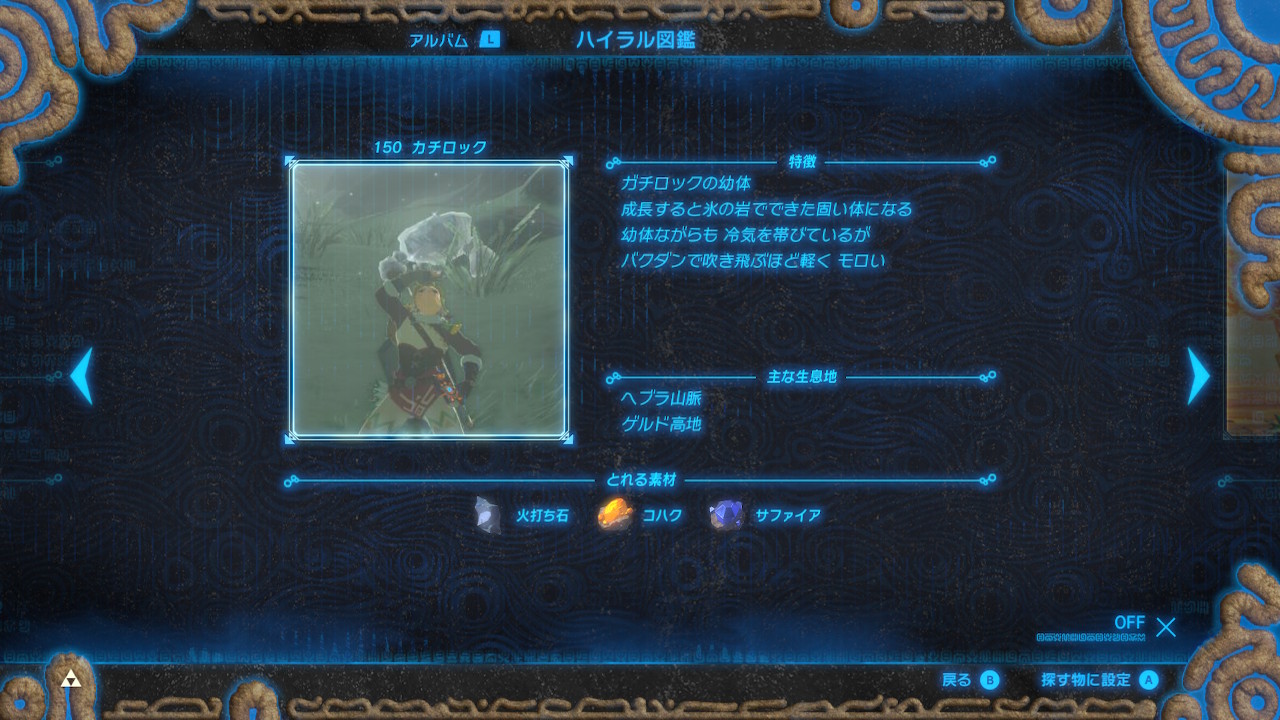 アルバム L
ハイラル図鑑
150 カチロック
特徴
ガチロックの幼体
成長すると氷の岩でできた固い体になる
幼体ながらも 冷気を帯びているが
バクダンで吹き飛ぶほど軽く モロい
主な生息地
ヘブラ山脈
ゲルド高地
とれる素材
火打ち石 コハク サファイア
OFF
戻る B 探す物に設定 A